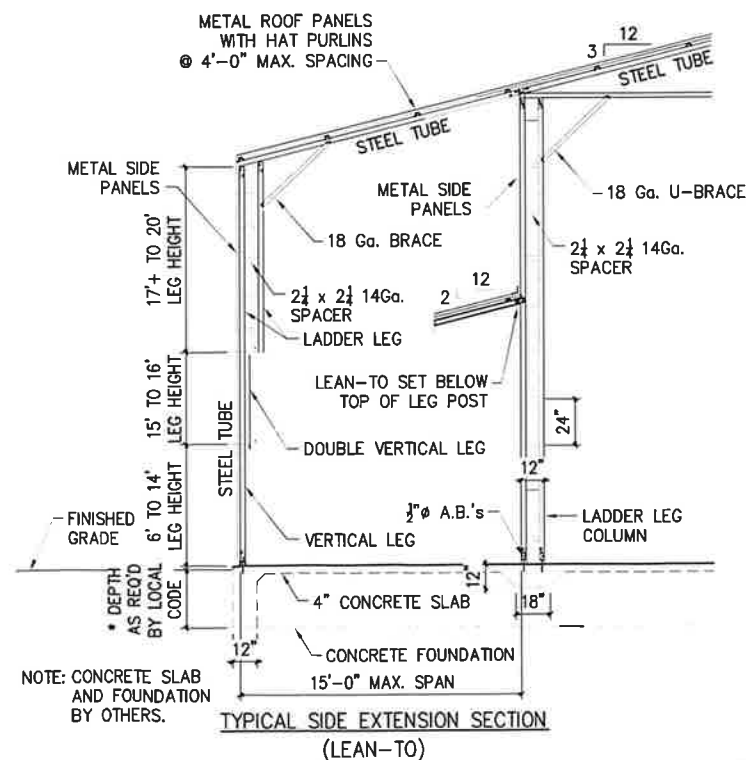 METAL ROOF PANELS
WITH HAT PURLINS
@ 4'-0" MAX. SPACING
12
3
STEEL TUBE
STEEL TUBE
METAL SIDE
PANELS
METAL SIDE
PANELS
18 Ga. U-BRACE
18 Ga. BRACE
2¼ x 2¼ 14Ga.
SPACER
17'+ TO 20'
LEG HEIGHT
12
2
2¼ x 2¼ 14Ga.
SPACER
LADDER LEG
LEAN-TO SET BELOW
TOP OF LEG POST
15' TO 16'
LEG HEIGHT
24"
DOUBLE VERTICAL LEG
STEEL TUBE
12"
6' TO 14'
LEG HEIGHT
½"ø A.B.'s
LADDER LEG
COLUMN
FINISHED
GRADE
VERTICAL LEG
* DEPTH
AS REQ'D
BY LOCAL
CODE
12"
4" CONCRETE SLAB
18"
12"
CONCRETE FOUNDATION
NOTE: CONCRETE SLAB
AND FOUNDATION
BY OTHERS.
15'-0" MAX. SPAN
TYPICAL SIDE EXTENSION SECTION
(LEAN-TO)